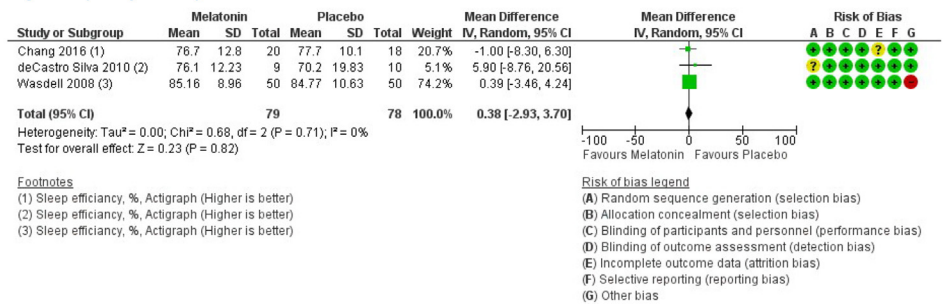 Melatonin Placebo Mean Difference Mean Difference Risk of Bias
Study or Subgroup Mean SD Total Mean SD Total Weight IV, Random, 95% CI IV, Random, 95% CI A B C D E F G
Chang 2016 (1) 76.7 12.8 20 77.7 10.1 18 20.7% -1.00 [-8.30, 6.30] + + + + ? + +
deCastro Silva 2010 (2) 76.1 12.23 9 70.2 19.83 10 5.1% 5.90 [-8.76, 20.56] ? + + + + + +
Wasdell 2008 (3) 85.16 8.96 50 84.77 10.63 50 74.2% 0.39 [-3.46, 4.24] + + + + + + -
Total (95% CI) 79 78 100.0% 0.38 [-2.93, 3.70]
Heterogeneity: Tau² = 0.00; Chi² = 0.68, df = 2 (P = 0.71); I² = 0%
Test for overall effect: Z = 0.23 (P = 0.82)
-100 -50 0 50 100
Favours Melatonin Favours Placebo
Footnotes
(1) Sleep efficiary, %, Actigraph (Higher is better)
(2) Sleep efficiary, %, Actigraph (Higher is better)
(3) Sleep efficiary, %, Actigraph (Higher is better)
Risk of bias legend
(A) Random sequence generation (selection bias)
(B) Allocation concealment (selection bias)
(C) Blinding of participants and personnel (performance bias)
(D) Blinding of outcome assessment (detection bias)
(E) Incomplete outcome data (attrition bias)
(F) Selective reporting (reporting bias)
(G) Other bias